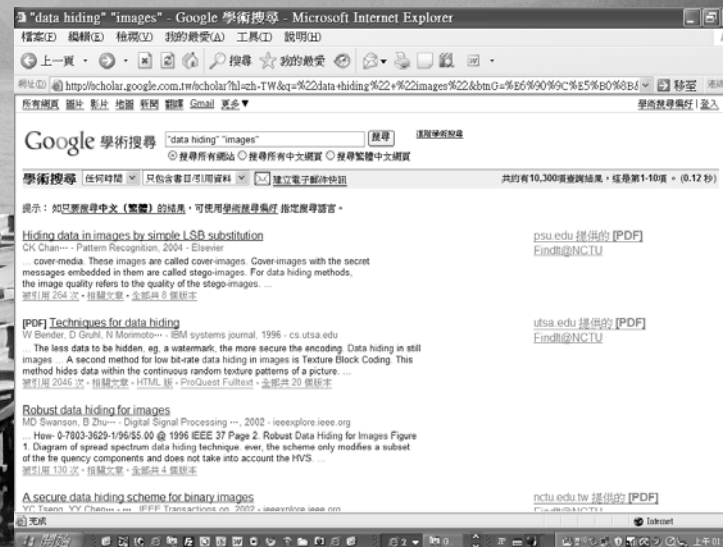 "data hiding" "images" - Google 學術搜尋 - Microsoft Internet Explorer
檔案(F) 編輯(E) 檢視(V) 我的最愛(A) 工具(T) 說明(H)
上一頁 搜尋 我的最愛
網址(D) http://scholar.google.com.tw/scholar?hl=zh-TW&q=%22data+hiding%22+%22images%22&btnG=%E6%90%9C%E5%B0%8B& 移至
所有網頁 圖片 影片 地圖 新聞 翻譯 Gmail 更多▼ 學術搜尋偏好 | 登入
Google 學術搜尋 "data hiding" "images" 搜尋 進階學術搜尋
搜尋所有網站 搜尋所有中文網頁 搜尋繁體中文網頁
學術搜尋 任何時間 只包含書目/引用資料 建立電子郵件快訊 共約有10,300項查詢結果，這是第1-10項。 (0.12 秒)
提示： 如只要搜尋中文（繁體）的結果，可使用學術搜尋偏好 指定搜尋語言。
Hiding data in images by simple LSB substitution psu.edu 提供的 [PDF]
CK Chan… - Pattern Recognition, 2004 - Elsevier FindIt@NCTU
... cover-media. These images are called cover-images. Cover-images with the secret
messages embedded in them are called stego-images. For data hiding methods,
the image quality refers to the quality of the stego-images. ...
被引用 264 次 - 相關文章 - 全部共 8 個版本
[PDF] Techniques for data hiding utsa.edu 提供的 [PDF]
W Bender, D Gruhl, N Morimoto… - IBM systems journal, 1996 - cs.utsa.edu FindIt@NCTU
... The less data to be hidden, eg, a watermark, the more secure the encoding. Data hiding in still
images ... A second method for low bit-rate data hiding in images is Texture Block Coding. This
method hides data within the continuous random texture patterns of a picture. ...
被引用 2046 次 - 相關文章 - HTML 版 - ProQuest Fulltext - 全部共 20 個版本
Robust data hiding for images
MD Swanson, B Zhu… - Digital Signal Processing …, 2002 - ieeexplore.ieee.org
... How- 0-7803-3629-1/96/$5.00 @ 1996 IEEE 37 Page 2. Robust Data Hiding for Images Figure
1. Diagram of spread spectrum data hiding technique. ever, the scheme only modifies a subset
of the fre quency components and does not take into account the HVS. ...
被引用 130 次 - 相關文章 - 全部共 4 個版本
A secure data hiding scheme for binary images nctu.edu.tw 提供的 [PDF]
YC Tseng, YY Chen… - IEEE Transactions on, 2002 - ieeexplore.ieee.org FindIt@NCTU
完成 Internet
開始 上午 01